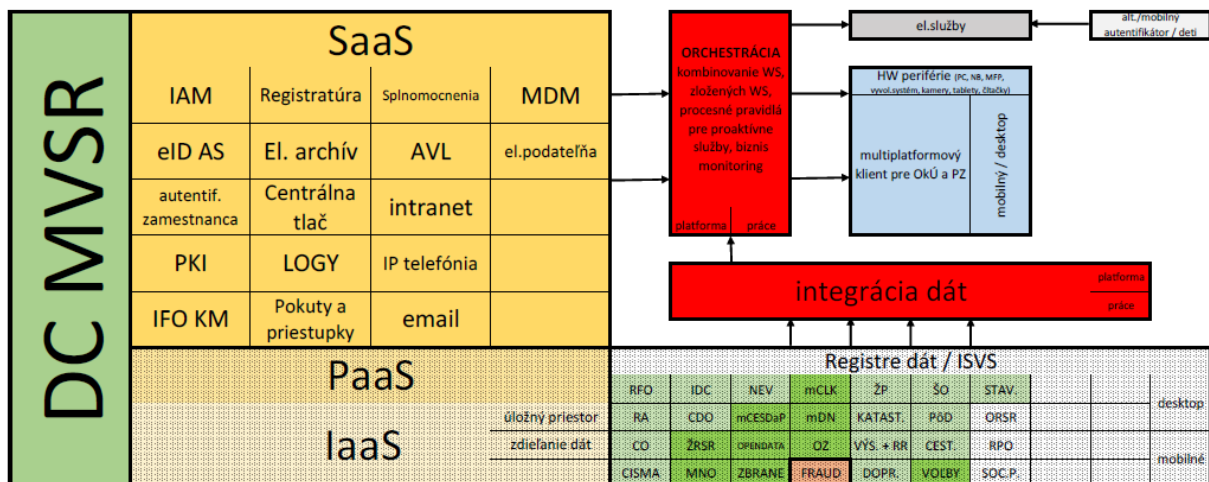 DC MVSR
SaaS
IAM
Registratúra
Splnomocnenia
MDM
eID AS
El. archív
AVL
el.podateľňa
autentif.
zamestnanca
Centrálna
tlač
intranet
PKI
LOGY
IP telefónia
IFO KM
Pokuty a
priestupky
email
PaaS
IaaS
úložný priestor
zdieľanie dát
ORCHESTRÁCIA
kombinovanie WS,
zložených WS,
procesné pravidlá
pre proaktívne
služby, biznis
monitoring
platforma
práce
el.služby
alt./mobilný
autentifikátor / deti
HW periférie (PC, NB, MFP,
vyvol.systém, kamery, tablety, čítačky)
multiplatformový
klient pre OkÚ a PZ
mobilný / desktop
integrácia dát
platforma
práce
Registre dát / ISVS
RFO
IDC
NEV
mCLK
ŽP
ŠO
STAV.
RA
CDO
mCESDaP
mDN
KATAST.
PôD
ORSR
CO
ŽRSR
OPENDATA
OZ
VÝS. + RR
CEST.
RPO
CISMA
MNO
ZBRANE
FRAUD
DOPR.
VOĽBY
SOC.P.
desktop
mobilné